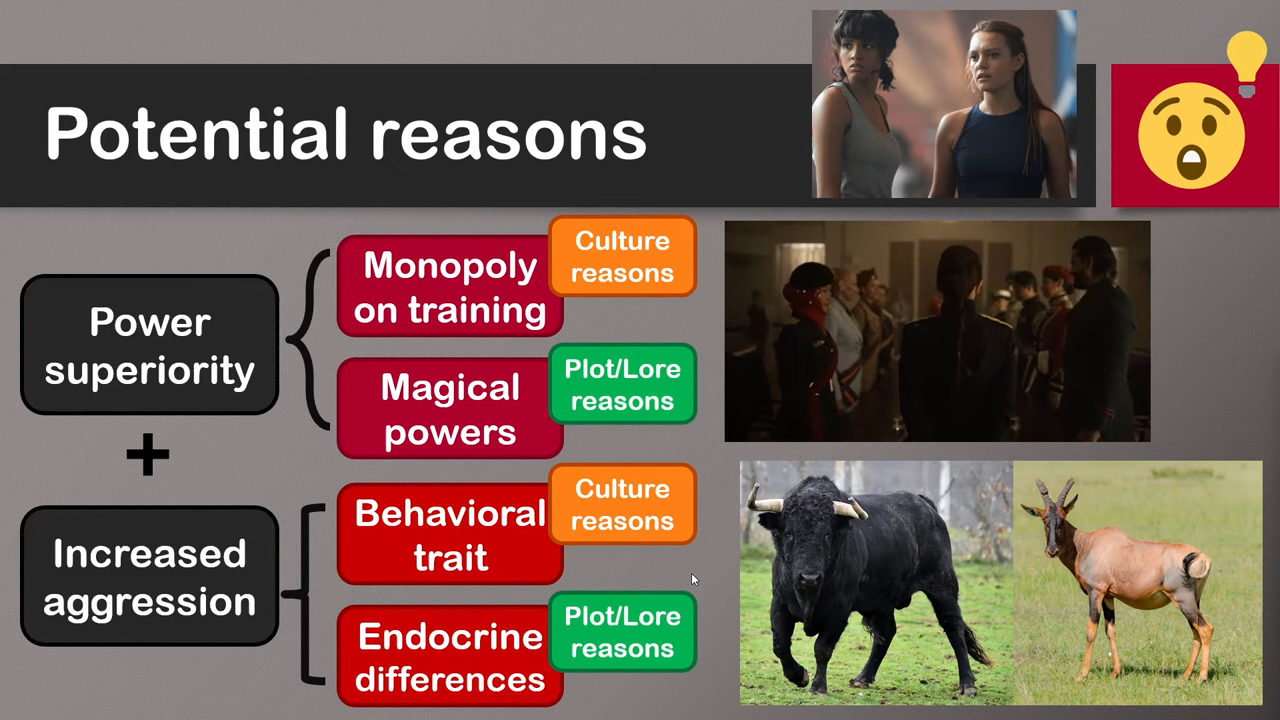 Potential reasons
Power
superiority
+
Increased
aggression
Monopoly
on training
Culture
reasons
Magical
powers
Plot/Lore
reasons
Behavioral
trait
Culture
reasons
Endocrine
differences
Plot/Lore
reasons